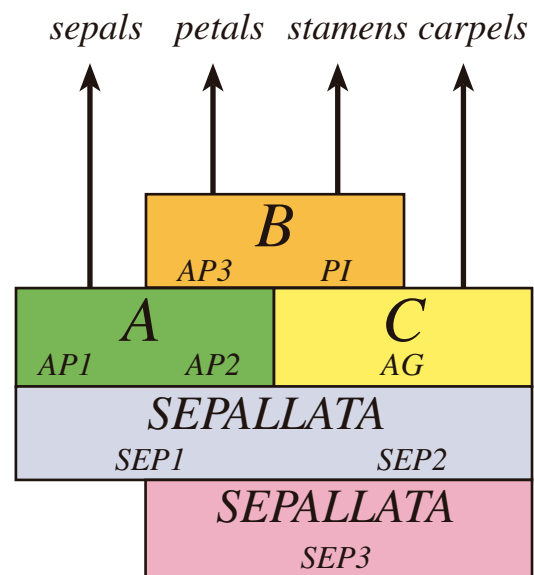 sepals petals stamens carpels
B
AP3 PI
A C
AP1 AP2 AG
SEPALLATA
SEP1 SEP2
SEPALLATA
SEP3